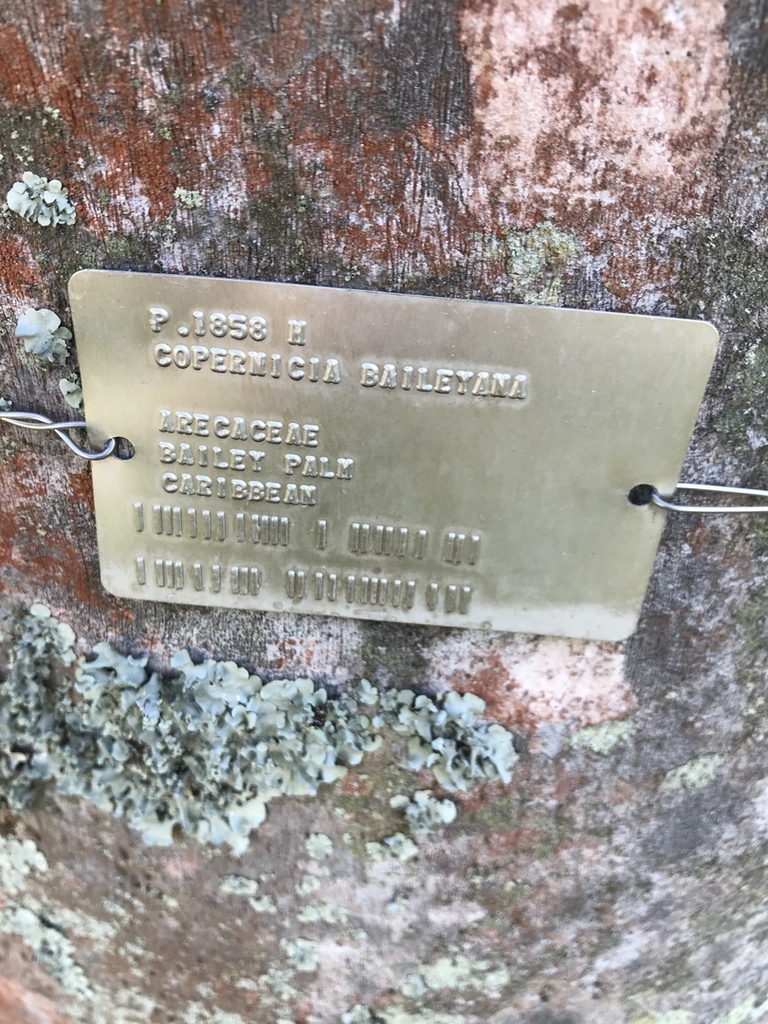 P.1858 H
COPERNICIA BAILEYANA
ARECACEAE
BAILEY PALM
CARIBBEAN